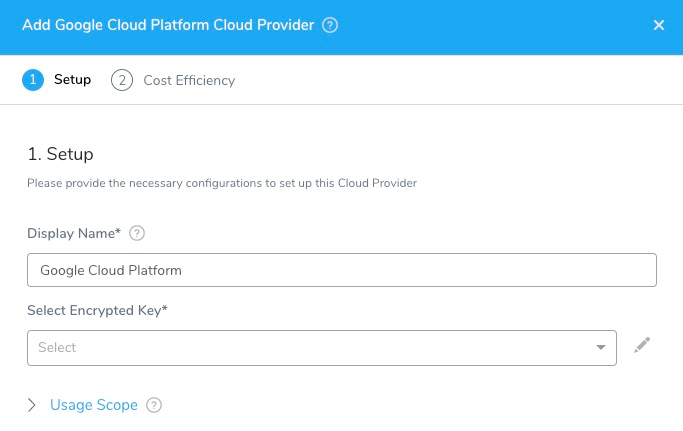 Add Google Cloud Platform Cloud Provider ?
1 Setup 2 Cost Efficiency
1. Setup
Please provide the necessary configurations to set up this Cloud Provider
Display Name* ?
Google Cloud Platform
Select Encrypted Key*
Select
Usage Scope ?